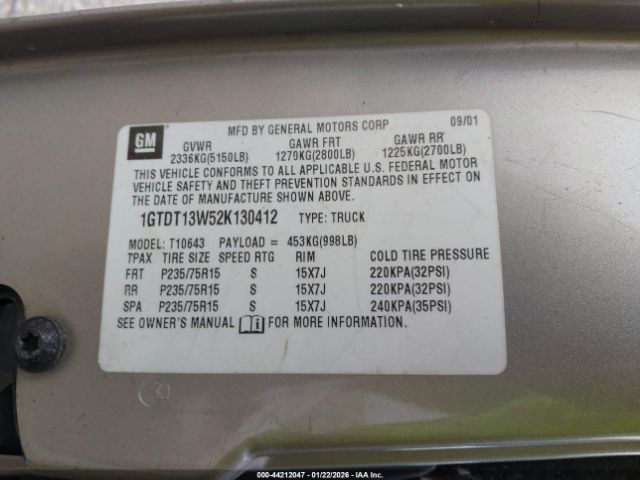 GM
MFD BY GENERAL MOTORS CORP 09/01
GVWR GAWR FRT GAWR RR
2336KG(5150LB) 1270KG(2800LB) 1225KG(2700LB)
THIS VEHICLE CONFORMS TO ALL APPLICABLE U.S. FEDERAL MOTOR
VEHICLE SAFETY AND THEFT PREVENTION STANDARDS IN EFFECT ON
THE DATE OF MANUFACTURE SHOWN ABOVE.
1GTDT13W52K130412 TYPE: TRUCK
MODEL: T10643 PAYLOAD = 453KG(998LB)
TPAX TIRE SIZE SPEED RTG RIM COLD TIRE PRESSURE
FRT P235/75R15 S 15X7J 220KPA(32PSI)
RR P235/75R15 S 15X7J 220KPA(32PSI)
SPA P235/75R15 S 15X7J 240KPA(35PSI)
SEE OWNER'S MANUAL FOR MORE INFORMATION.
000-44212047 - 01/22/2026 - IAA Inc.